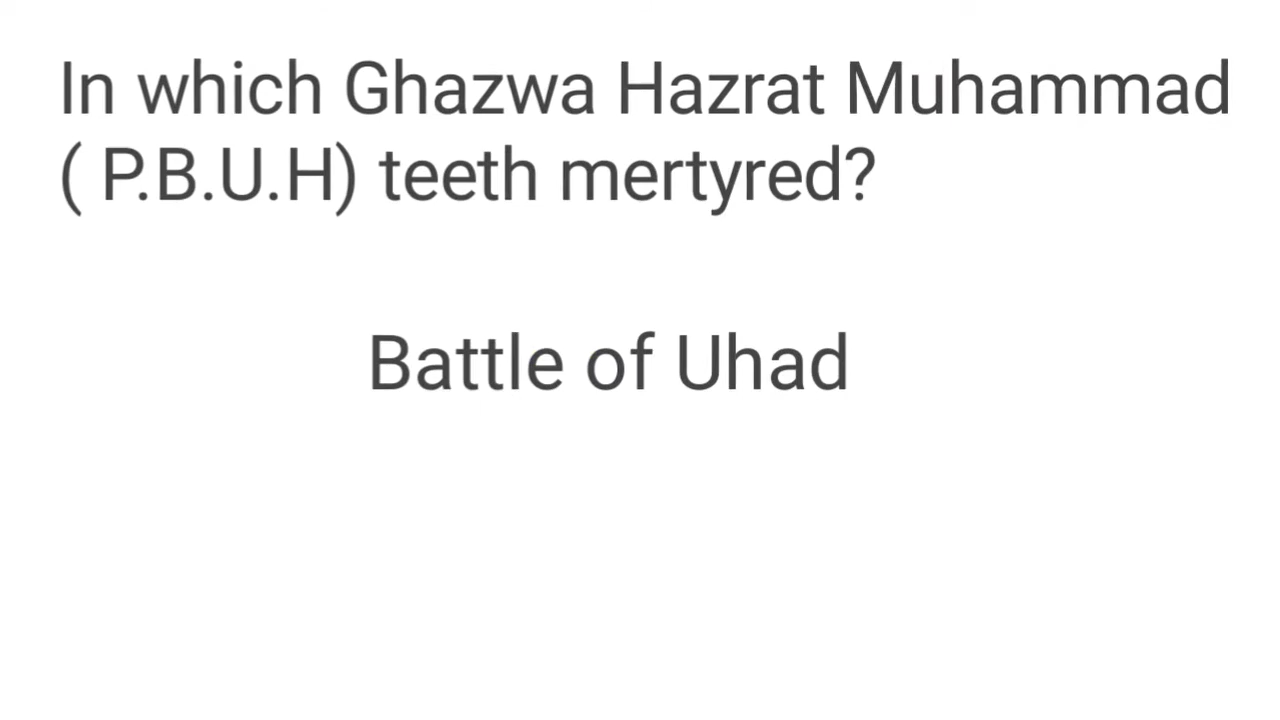 In which Ghazwa Hazrat Muhammad
( P.B.U.H) teeth mertyred?
Battle of Uhad